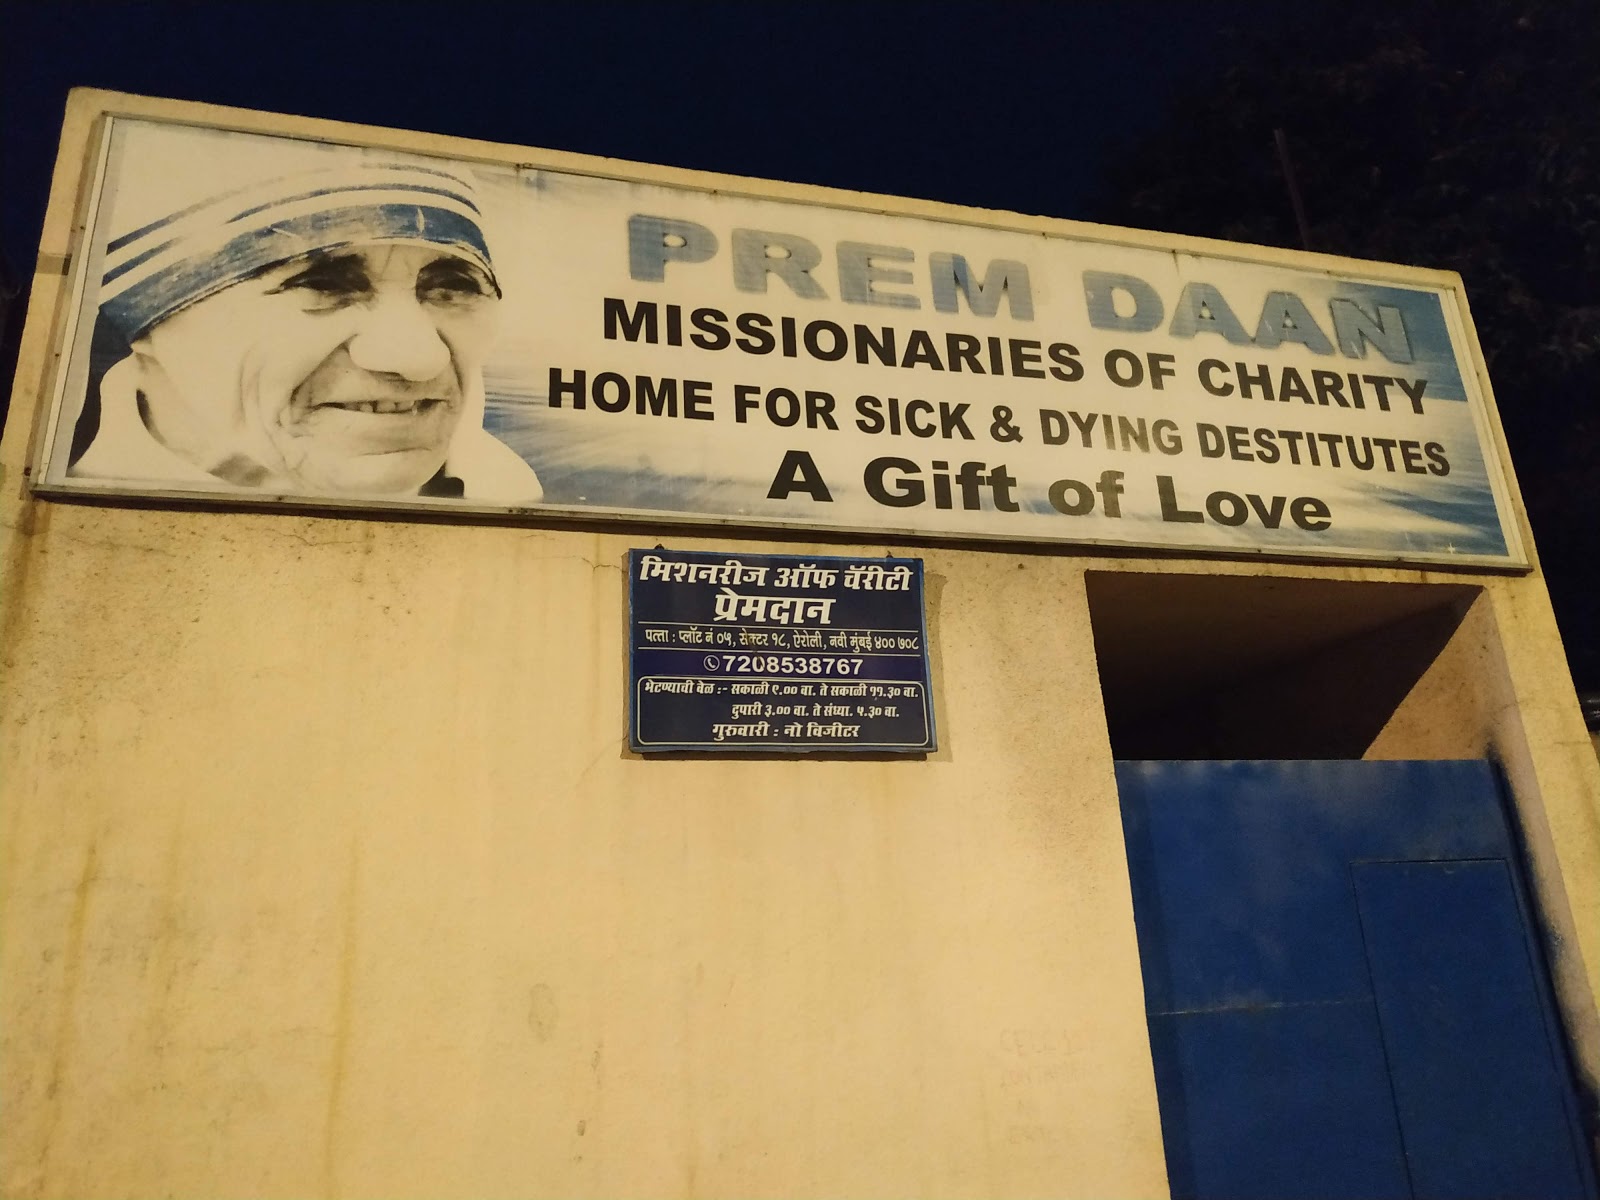 PREM DAAN
MISSIONARIES OF CHARITY
HOME FOR SICK & DYING DESTITUTES
A Gift of Love
मिशनरीज ऑफ चॅरीटी
प्रेमदान
पत्ता : प्लॉट नं ०५, सेक्टर १८, ऐरोली, नवी मुंबई ४०० ७०८
7208538767
भेटण्याची वेळ :- सकाळी ९.०० वा. ते सकाळी ११.३० वा.
दुपारी ३.०० वा. ते संध्या. ५.३० वा.
गुरुवारी : नो विजीटर